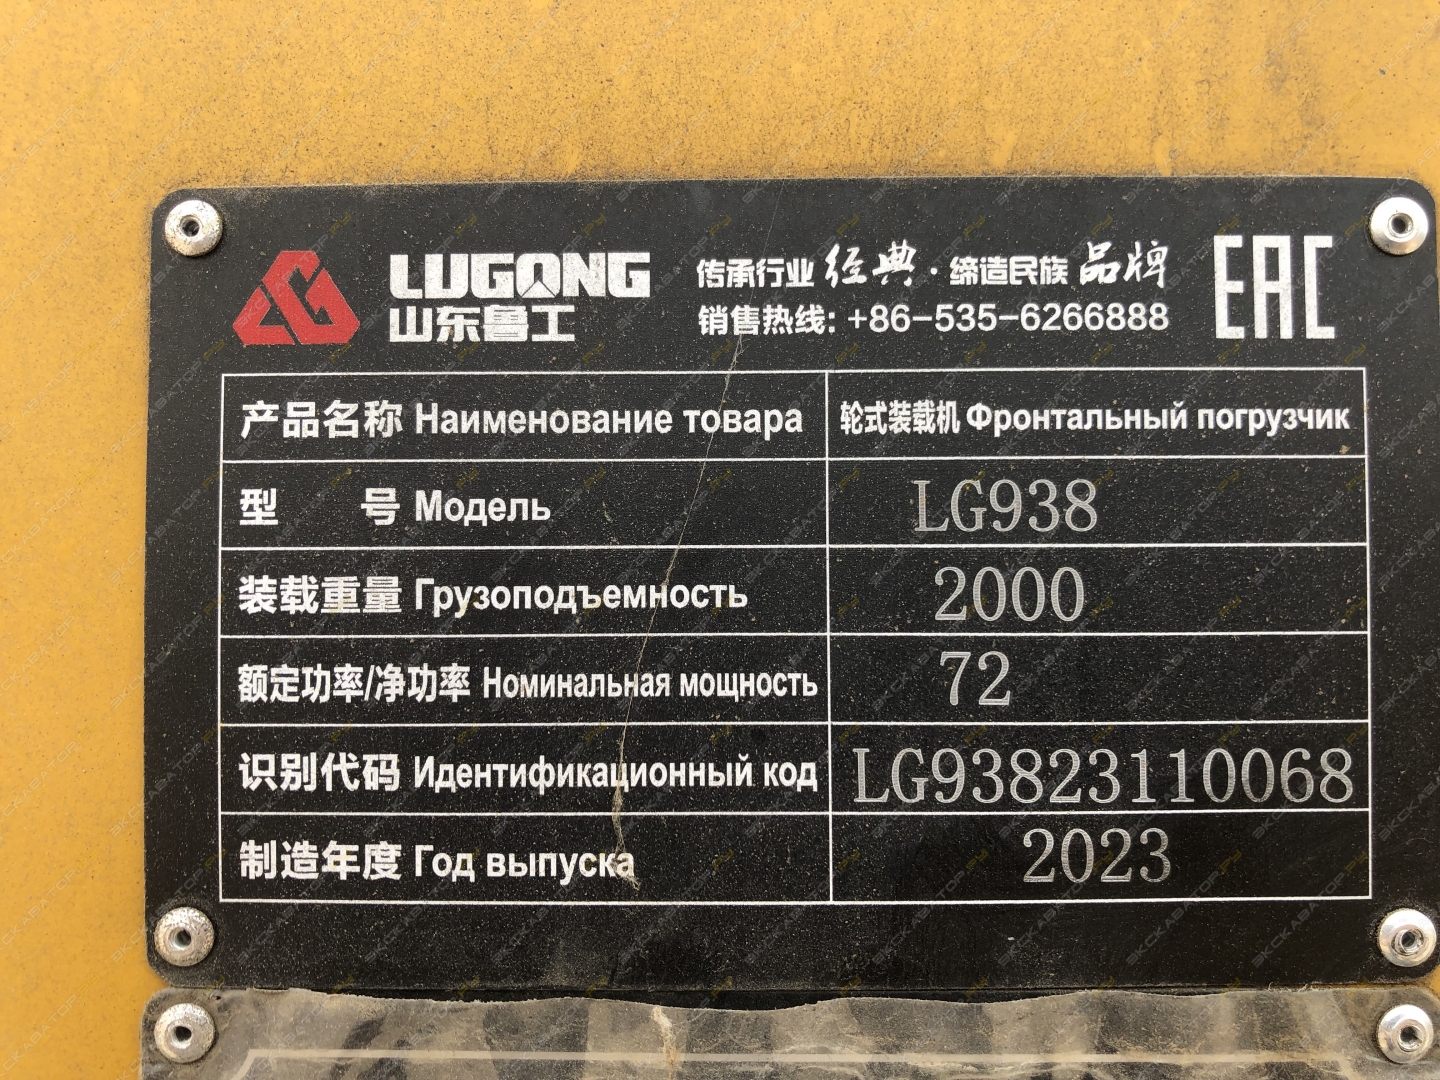 LUGONG
山东鲁工
传承行业 经典 · 缔造民族 品牌
销售热线: +86-535-6266888
EAC
产品名称 Наименование товара 轮式装载机 Фронтальный погрузчик
型 号 Модель LG938
装载重量 Грузоподъемность 2000
额定功率/净功率 Номинальная мощность 72
识别代码 Идентификационный код LG93823110068
制造年度 Год выпуска 2023